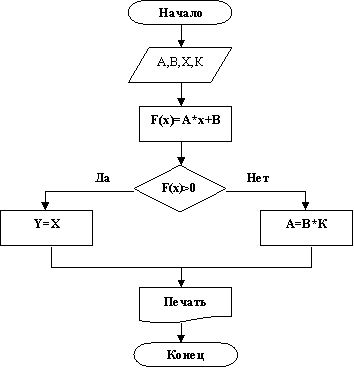 Начало
А,В,Х,К
F(x)=A*x+B
F(x)>0
Да
Нет
Y=X
A=B*K
Печать
Конец